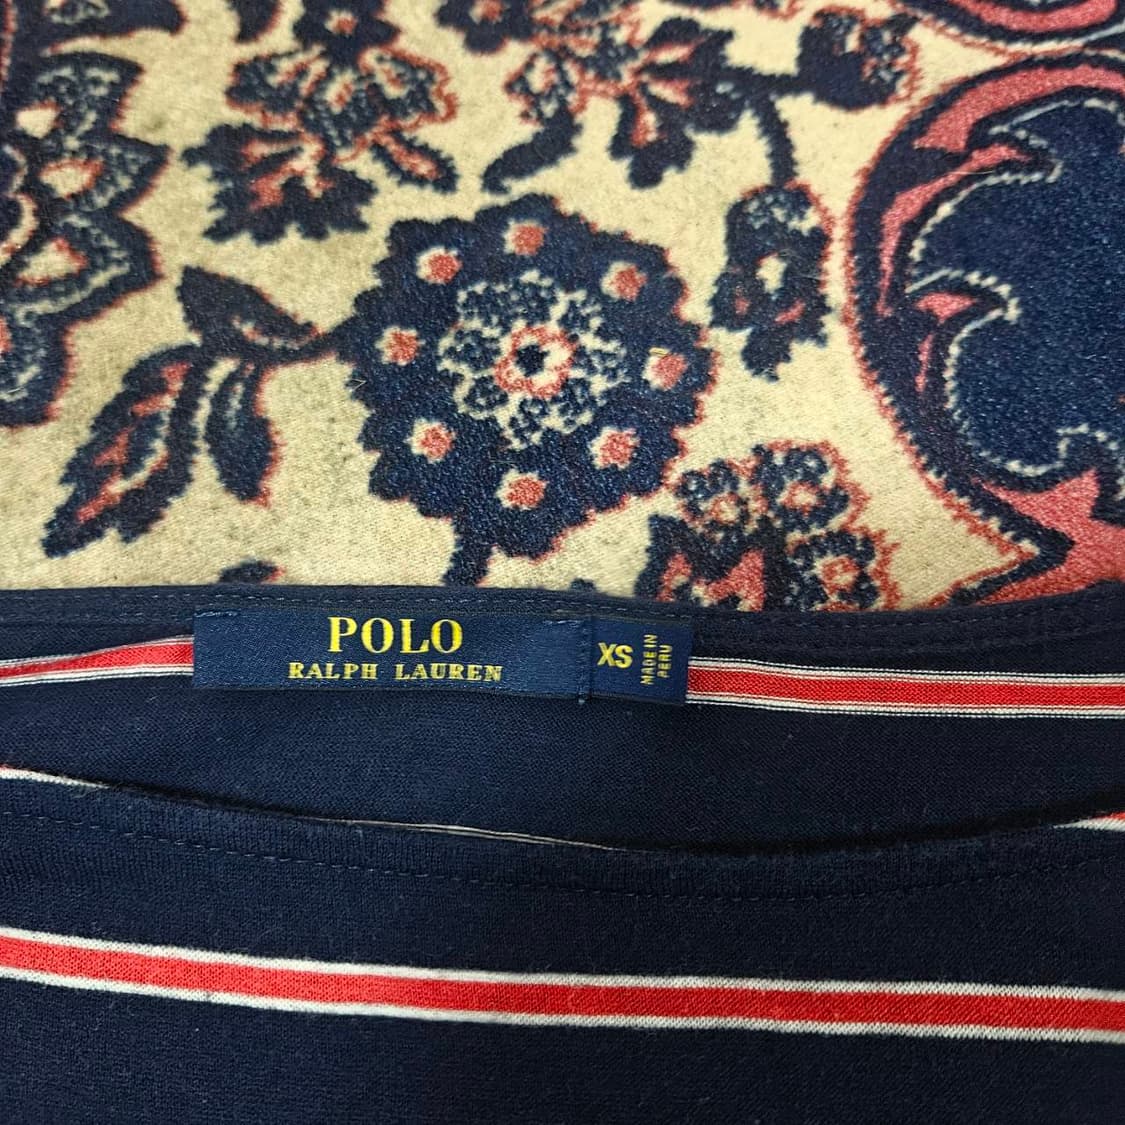 POLO
RALPH LAUREN
XS
MADE IN
PERU